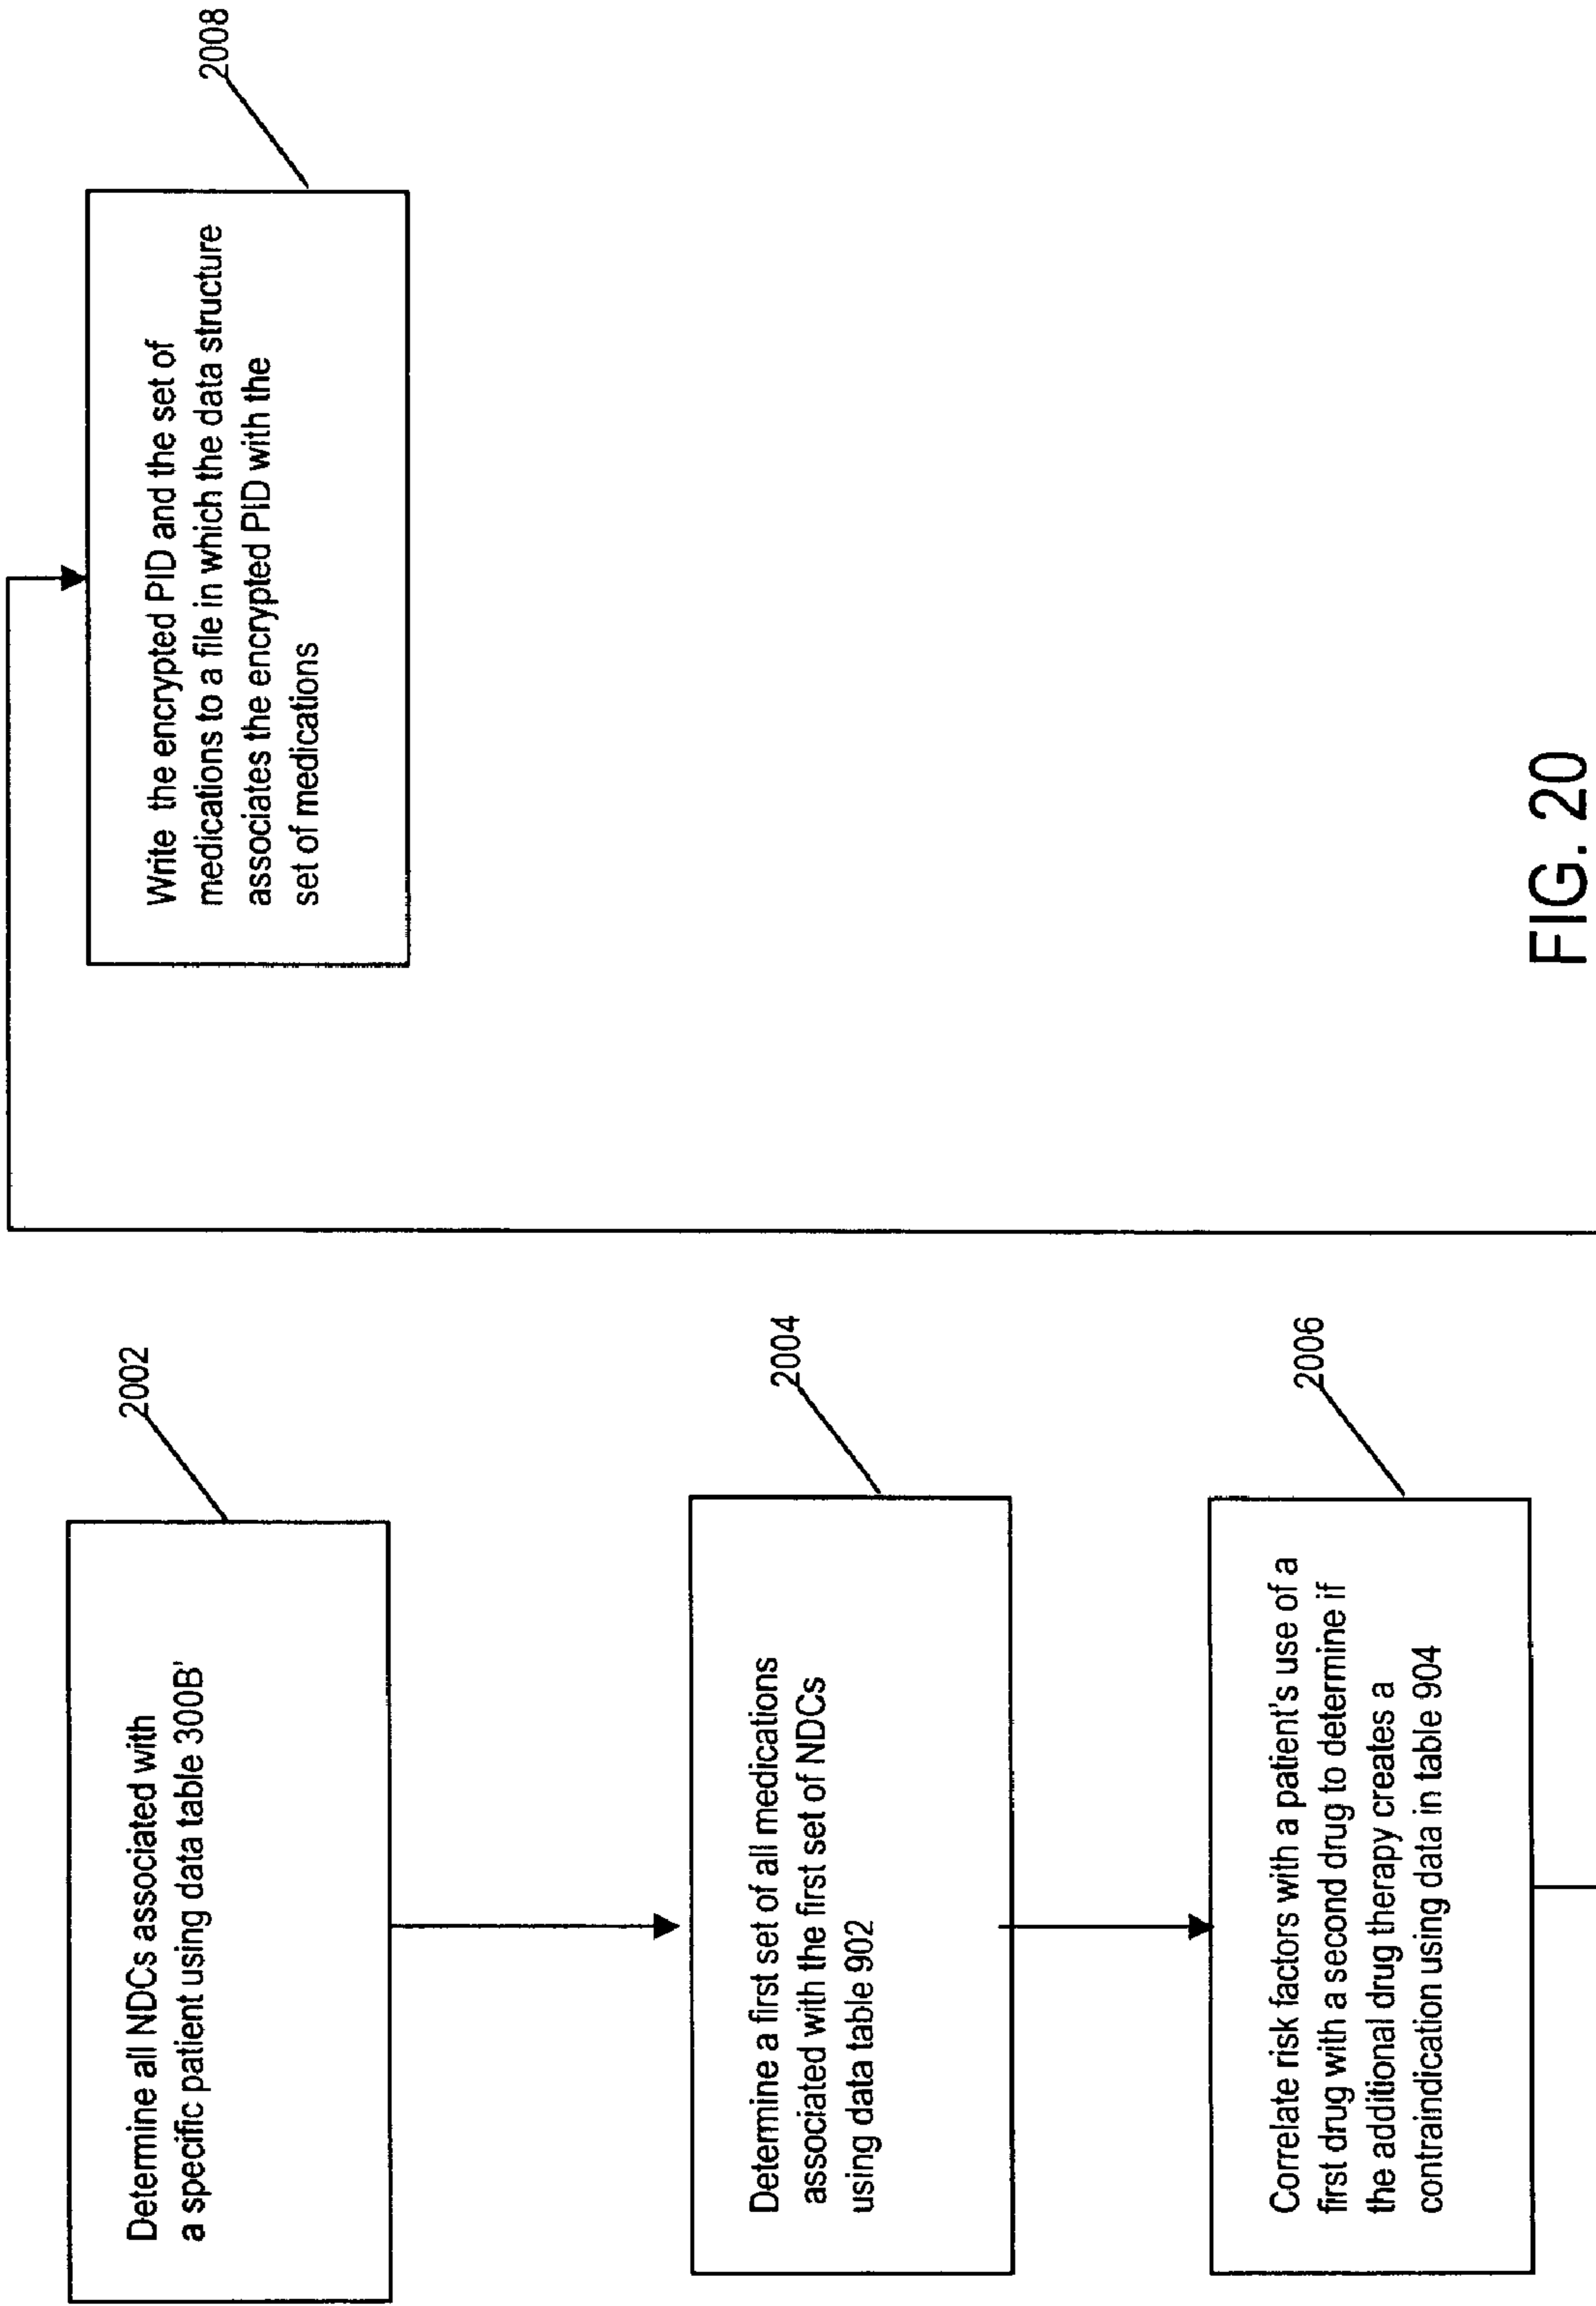 Determine all NDCs associated with
a specific patient using data table 300B'
2002
Determine a first set of all medications
associated with the first set of NDCs
using data table 902
2004
Correlate risk factors with a patient's use of a
first drug with a second drug to determine if
the additional drug therapy creates a
contraindication using data in table 904
2006
Write the encrypted PID and the set of
medications to a file in which the data structure
associates the encrypted PID with the
set of medications
2008
FIG. 20